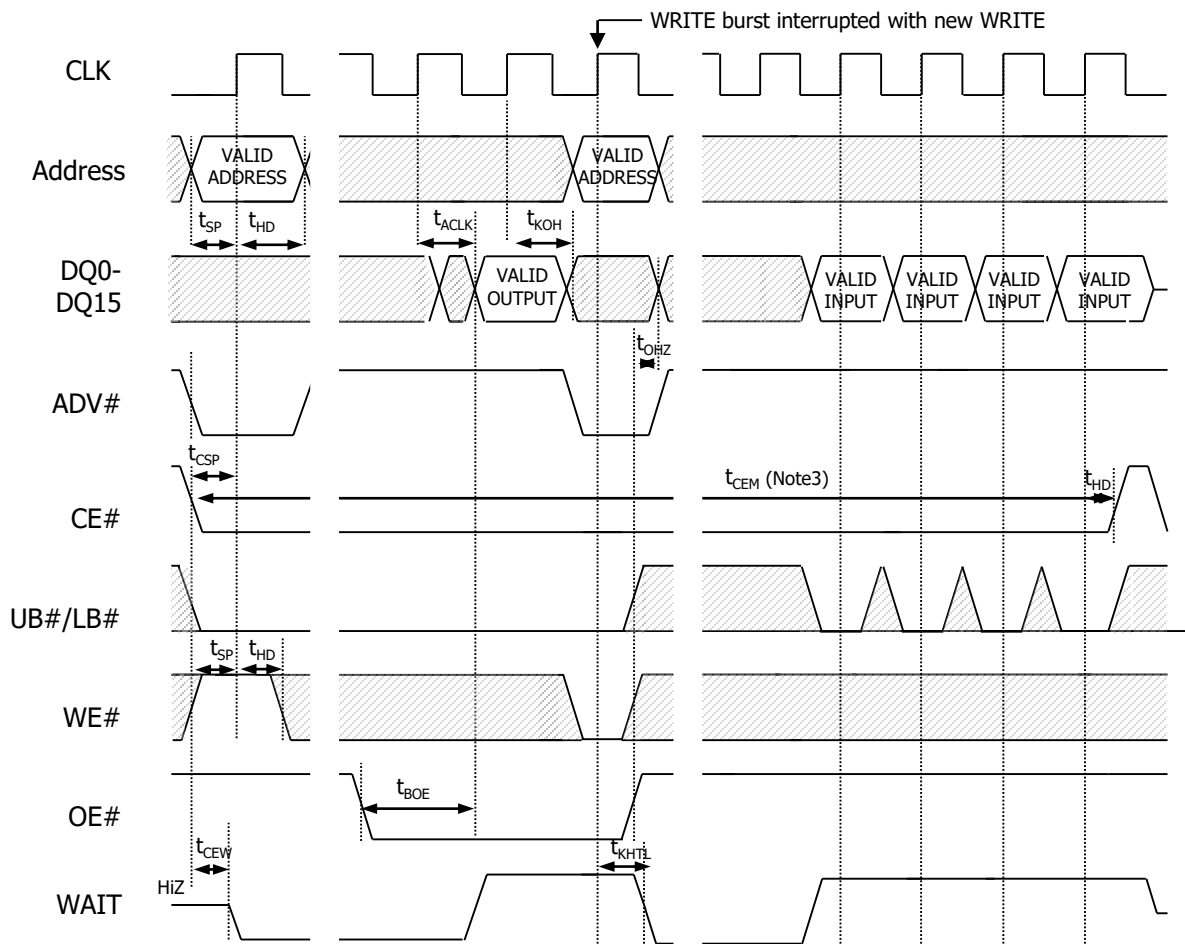 WRITE burst interrupted with new WRITE
CLK
Address
VALID
ADDRESS
VALID
ADDRESS
tSP
tHD
tACLK
tKOH
DQ0-
DQ15
VALID
OUTPUT
VALID
INPUT
VALID
INPUT
VALID
INPUT
VALID
INPUT
tOHZ
ADV#
tCSP
tCEM (Note3)
tHD
CE#
UB#/LB#
tSP
tHD
WE#
tBOE
OE#
tCEW
tKHTL
HiZ
WAIT